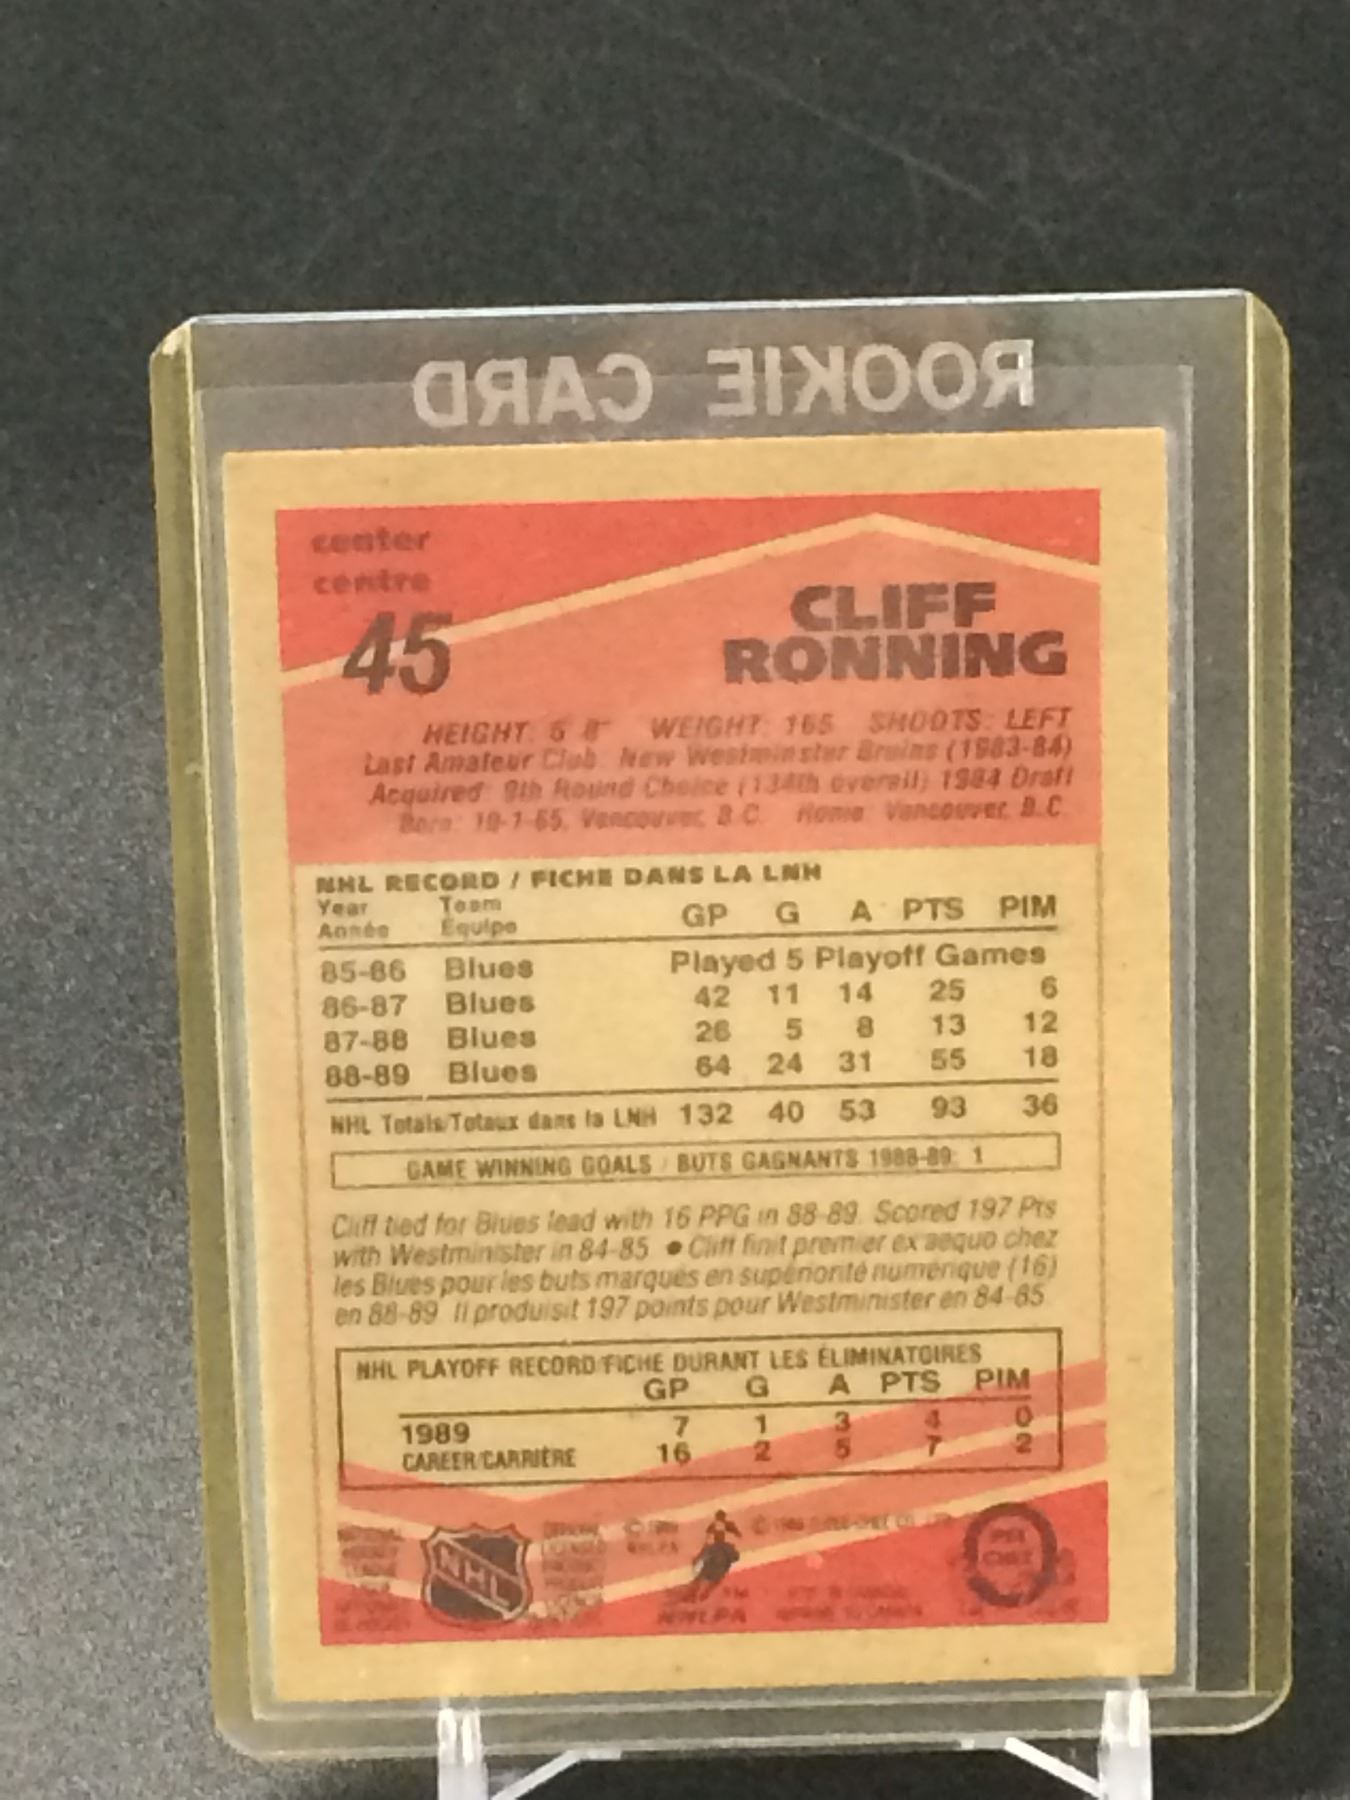 ROOKIE CARD
center
centre
45
CLIFF
RONNING
HEIGHT: 5'8" WEIGHT: 165 SHOOTS: LEFT
Last Amateur Club: New Westminster Bruins (1983-84)
Acquired: 9th Round Choice (134th overall) 1984 Draft
Born: 10-1-65, Vancouver, B.C. Home: Vancouver, B.C.
NHL RECORD / FICHE DANS LA LNH
Year Team GP G A PTS PIM
Année Équipe
85-86 Blues Played 5 Playoff Games
86-87 Blues 42 11 14 25 6
87-88 Blues 26 5 8 13 12
88-89 Blues 64 24 31 55 18
NHL Totals/Totaux dans la LNH 132 40 53 93 36
GAME WINNING GOALS / BUTS GAGNANTS 1988-89: 1
Cliff tied for Blues lead with 16 PPG in 88-89. Scored 197 Pts
with Westminister in 84-85 ● Cliff finit premier ex aequo chez
les Blues pour les buts marqués en supériorité numérique (16)
en 88-89. Il produisit 197 points pour Westminister en 84-85.
NHL PLAYOFF RECORD/FICHE DURANT LES ÉLIMINATOIRES
GP G A PTS PIM
1989 7 1 3 4 0
CAREER/CARRIÈRE 16 2 5 7 2
NHL
NHLPA